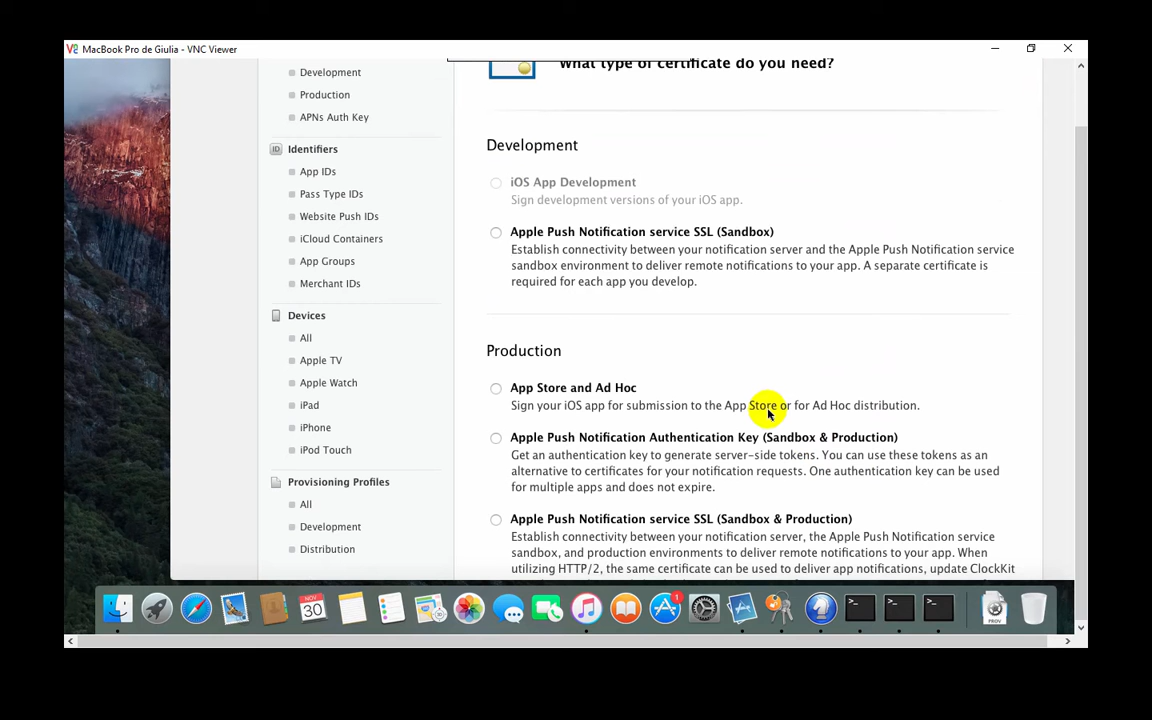 MacBook Pro de Giulia - VNC Viewer
Development
Production
APNs Auth Key
Identifiers
App IDs
Pass Type IDs
Website Push IDs
iCloud Containers
App Groups
Merchant IDs
Devices
All
Apple TV
Apple Watch
iPad
iPhone
iPod Touch
Provisioning Profiles
All
Development
Distribution
What type of certificate do you need?
Development
iOS App Development
Sign development versions of your iOS app.
Apple Push Notification service SSL (Sandbox)
Establish connectivity between your notification server and the Apple Push Notification service
sandbox environment to deliver remote notifications to your app. A separate certificate is
required for each app you develop.
Production
App Store and Ad Hoc
Sign your iOS app for submission to the App Store or for Ad Hoc distribution.
Apple Push Notification Authentication Key (Sandbox & Production)
Get an authentication key to generate server-side tokens. You can use these tokens as an
alternative to certificates for your notification requests. One authentication key can be used
for multiple apps and does not expire.
Apple Push Notification service SSL (Sandbox & Production)
Establish connectivity between your notification server, the Apple Push Notification service
sandbox, and production environments to deliver remote notifications to your app. When
utilizing HTTP/2, the same certificate can be used to deliver app notifications, update ClockKit
NOV
30
1
PROV